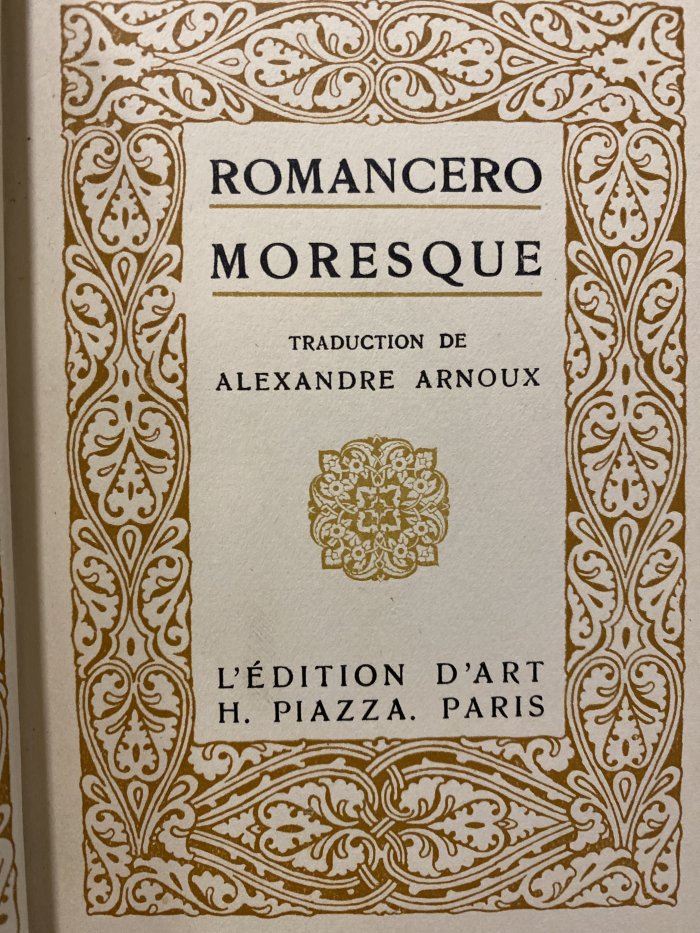 ROMANCERO
MORESQUE
TRADUCTION DE
ALEXANDRE ARNOUX
L'ÉDITION D'ART
H. PIAZZA. PARIS